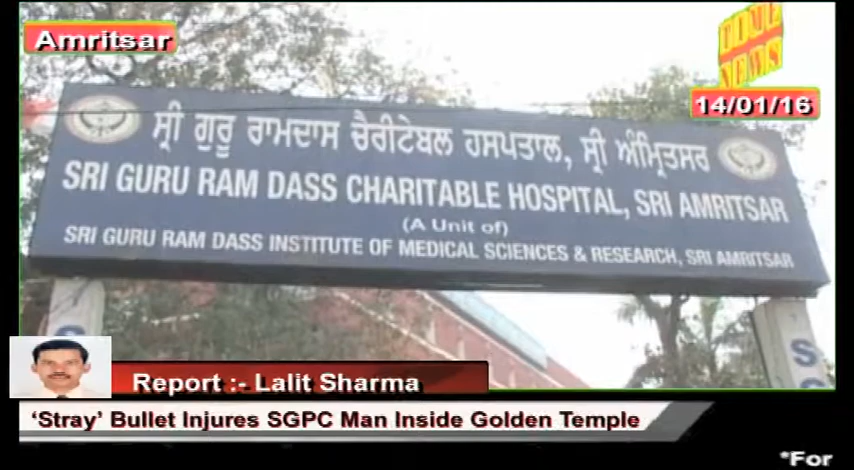 Amritsar
TIME
NEWS
14/01/16
ਸ੍ਰੀ ਗੁਰੂ ਰਾਮਦਾਸ ਚੈਰੀਟੇਬਲ ਹਸਪਤਾਲ, ਸ੍ਰੀ ਅੰਮ੍ਰਿਤਸਰ
SRI GURU RAM DASS CHARITABLE HOSPITAL, SRI AMRITSAR
(A Unit of)
SRI GURU RAM DASS INSTITUTE OF MEDICAL SCIENCES & RESEARCH, SRI AMRITSAR
Report :- Lalit Sharma
‘Stray’ Bullet Injures SGPC Man Inside Golden Temple
*For